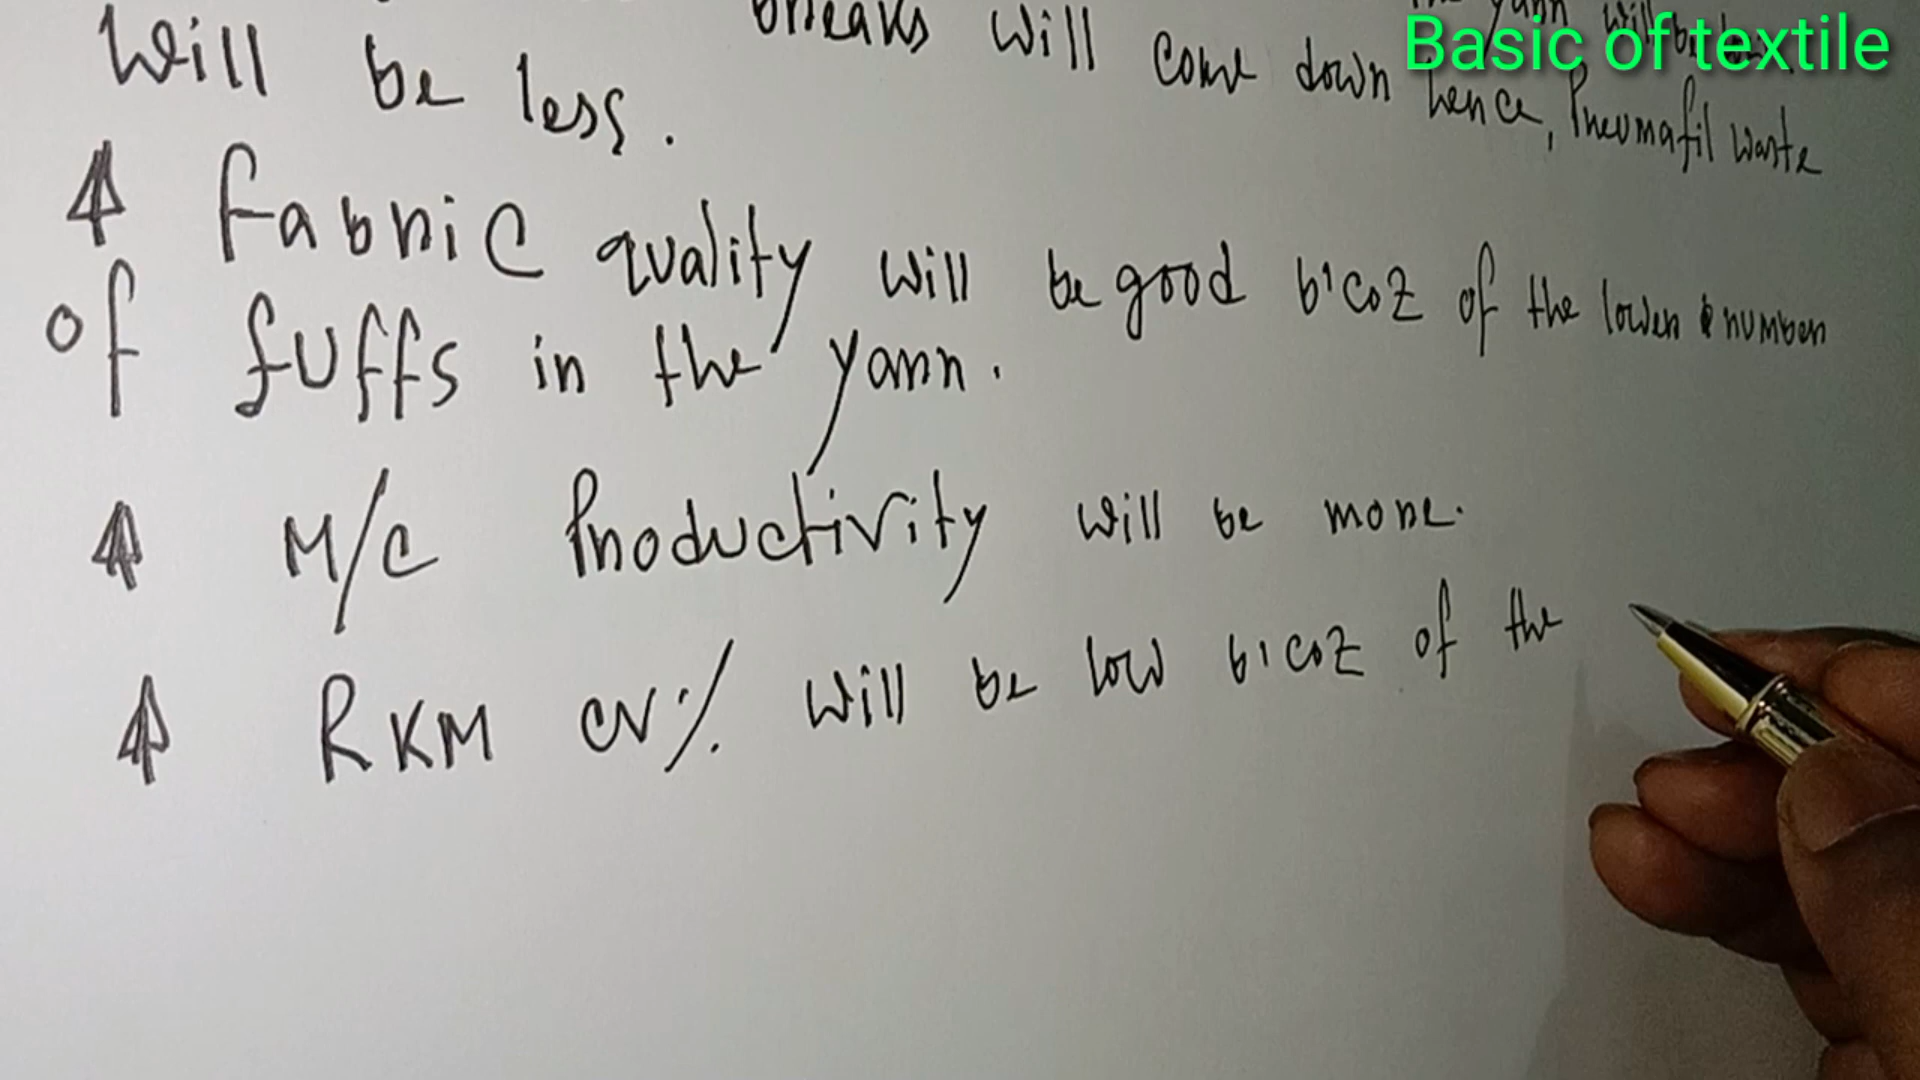 Basic of textile
breaks will come down hence, Pneumafil waste
will be less.
Fabric quality will be good b'coz of the lower number
of fuffs in the yarn.
M/C Productivity will be more.
RKM CV% will be low b'coz of the